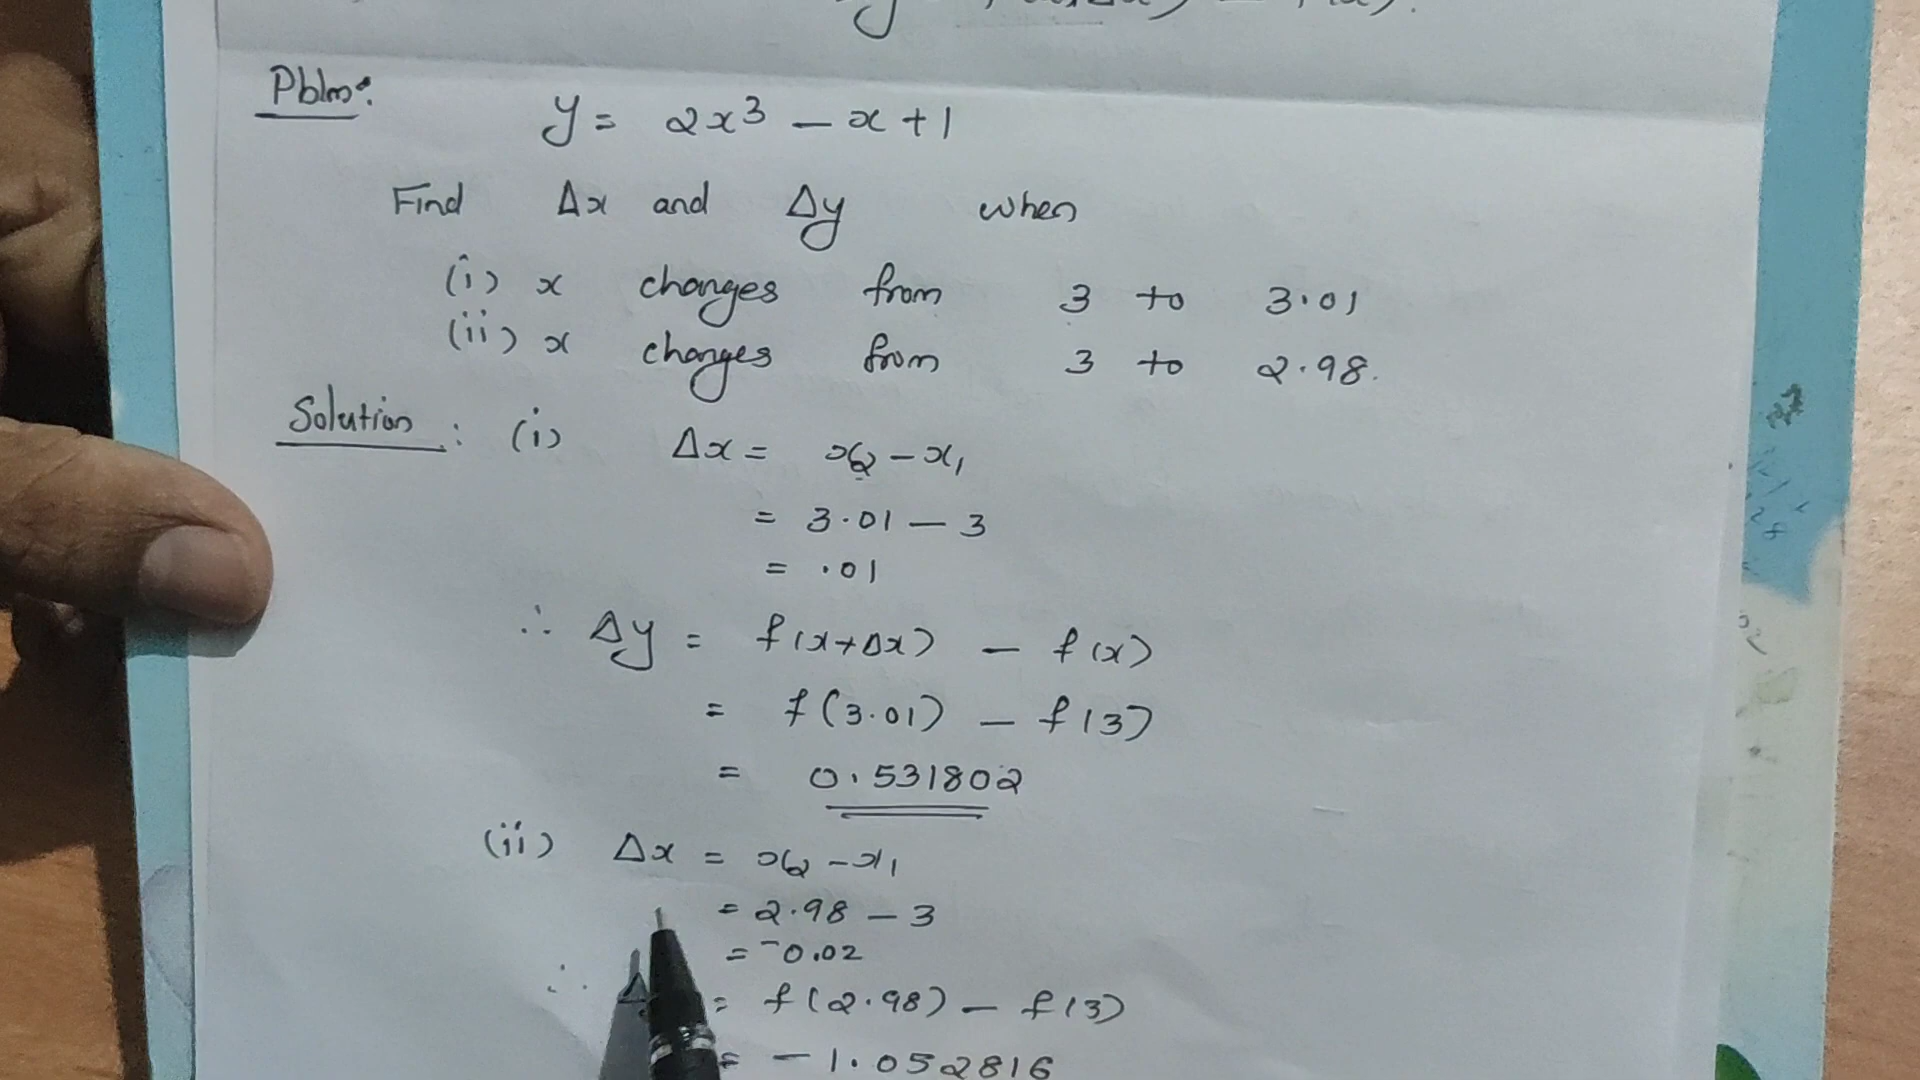 Pblm:
y = 2x³ - x + 1
Find Δx and Δy when
(i) x changes from 3 to 3.01
(ii) x changes from 3 to 2.98.
Solution : (i) Δx = x₂ - x₁
= 3.01 - 3
= .01
∴ Δy = f(x+Δx) - f(x)
= f(3.01) - f(3)
= 0.531802
(ii) Δx = x₂ - x₁
= 2.98 - 3
= -0.02
∴ Δ = f(2.98) - f(3)
= -1.052816